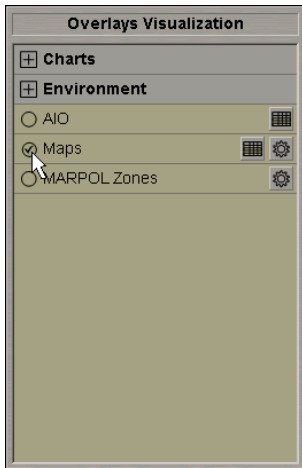 Overlays Visualization
Charts
Environment
AIO
Maps
MARPOL Zones